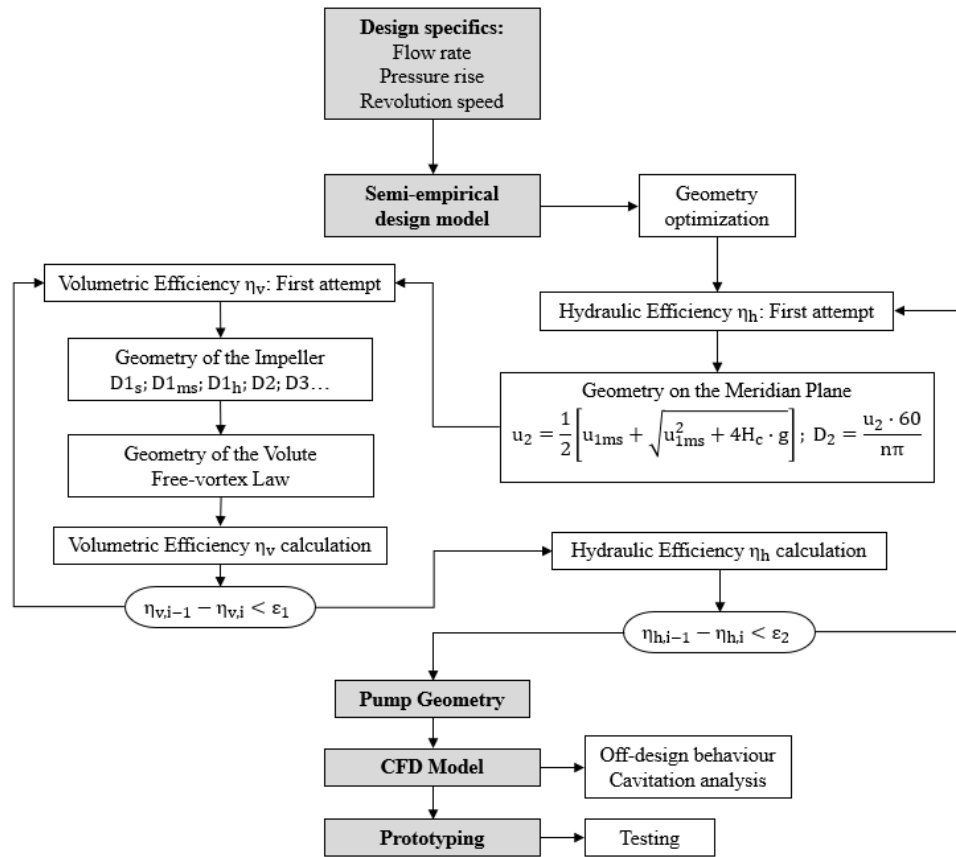 Design specifics:
Flow rate
Pressure rise
Revolution speed
Semi-empirical
design model
Geometry
optimization
Volumetric Efficiency ηv: First attempt
Hydraulic Efficiency ηh: First attempt
Geometry of the Impeller
D1s; D1ms; D1h; D2; D3…
Geometry on the Meridian Plane
u2 = 1/2 [u1ms + √(u1ms² + 4Hc · g)] ; D2 = (u2 · 60)/(nπ)
Geometry of the Volute
Free-vortex Law
Volumetric Efficiency ηv calculation
Hydraulic Efficiency ηh calculation
ηv,i−1 − ηv,i < ε1
ηh,i−1 − ηh,i < ε2
Pump Geometry
CFD Model
Off-design behaviour
Cavitation analysis
Prototyping
Testing